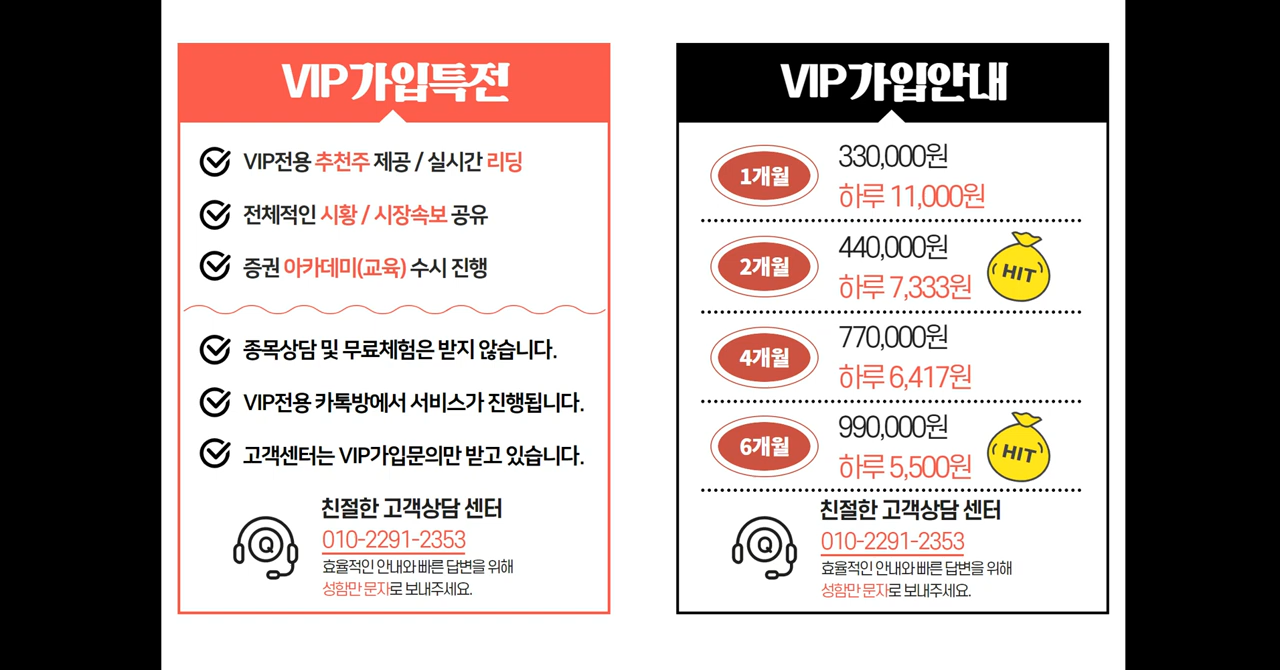 VIP가입특전
VIP전용 추천주 제공 / 실시간 리딩
전체적인 시황 / 시장속보 공유
증권 아카데미(교육) 수시 진행
종목상담 및 무료체험은 받지 않습니다.
VIP전용 카톡방에서 서비스가 진행됩니다.
고객센터는 VIP가입문의만 받고 있습니다.
Q
친절한 고객상담 센터
010-2291-2353
효율적인 안내와 빠른 답변을 위해
성함만 문자로 보내주세요.
VIP가입안내
1개월
330,000원
하루 11,000원
2개월
440,000원
하루 7,333원
HIT
4개월
770,000원
하루 6,417원
6개월
990,000원
하루 5,500원
HIT
Q
친절한 고객상담 센터
010-2291-2353
효율적인 안내와 빠른 답변을 위해
성함만 문자로 보내주세요.